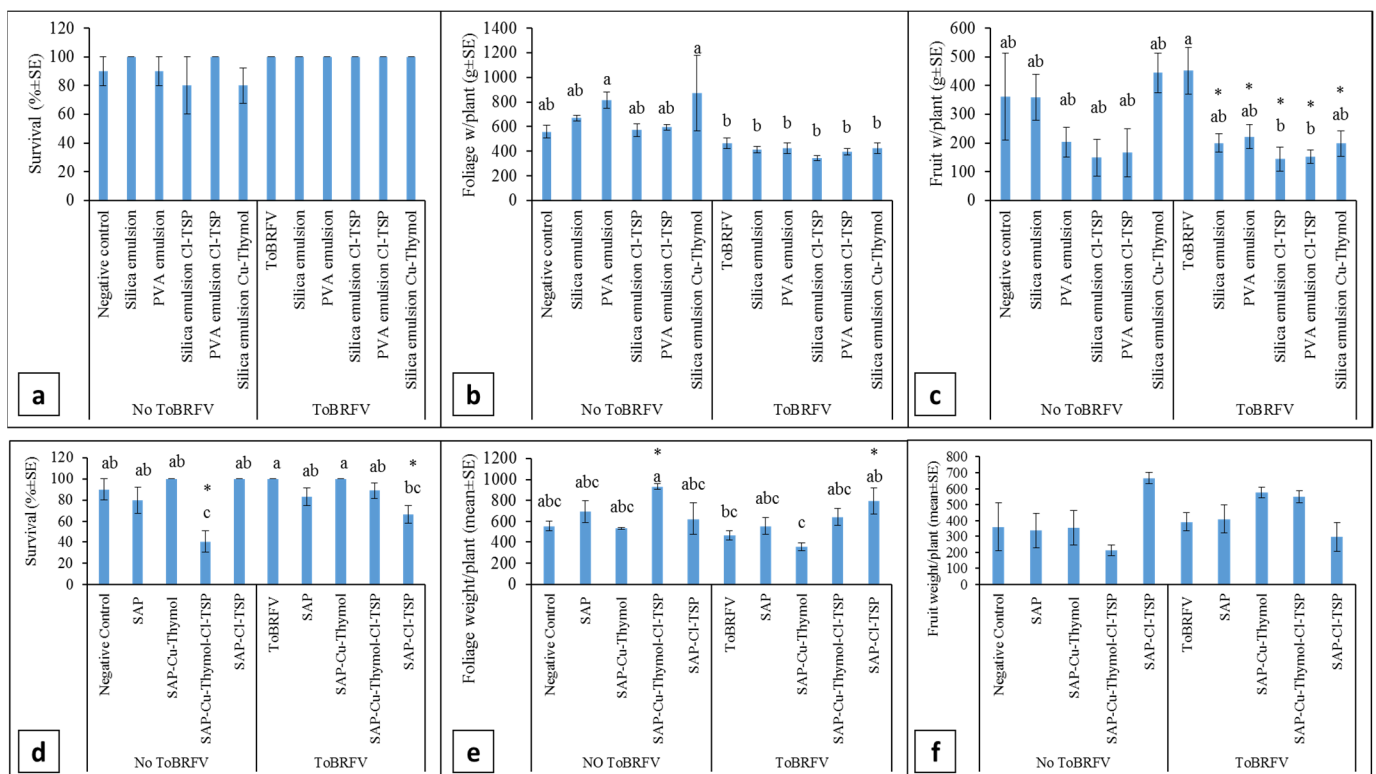 Survival (%±SE)
120
100
80
60
40
20
0
Negative control
Silica emulsion
PVA emulsion
Silica emulsion Cl-TSP
PVA emulsion Cl-TSP
Silica emulsion Cu-Thymol
ToBRFV
Silica emulsion
PVA emulsion
Silica emulsion Cl-TSP
PVA emulsion Cl-TSP
Silica emulsion Cu-Thymol
No ToBRFV
ToBRFV
a
Foliage w/plant (g±SE)
1400
1200
1000
800
600
400
200
0
ab
ab
a
ab
ab
a
b
b
b
b
b
b
Negative control
Silica emulsion
PVA emulsion
Silica emulsion Cl-TSP
PVA emulsion Cl-TSP
Silica emulsion Cu-Thymol
ToBRFV
Silica emulsion
PVA emulsion
Silica emulsion Cl-TSP
PVA emulsion Cl-TSP
Silica emulsion Cu-Thymol
No ToBRFV
ToBRFV
b
Fruit w/plant (g±SE)
600
500
400
300
200
100
0
ab
ab
ab
ab
ab
ab
a
*
ab
*
ab
*
b
*
b
*
ab
Negative control
Silica emulsion
PVA emulsion
Silica emulsion Cl-TSP
PVA emulsion Cl-TSP
Silica emulsion Cu-Thymol
ToBRFV
Silica emulsion
PVA emulsion
Silica emulsion Cl-TSP
PVA emulsion Cl-TSP
Silica emulsion Cu-Thymol
No ToBRFV
ToBRFV
c
Survival (%±SE)
120
100
80
60
40
20
0
ab
ab
ab
*
c
ab
a
ab
a
ab
*
bc
Negative Control
SAP
SAP-Cu-Thymol
SAP-Cu-Thymol-Cl-TSP
SAP-Cl-TSP
ToBRFV
SAP
SAP-Cu-Thymol
SAP-Cu-Thymol-Cl-TSP
SAP-Cl-TSP
No ToBRFV
ToBRFV
d
Foliage weight/plant (mean±SE)
1200
1000
800
600
400
200
0
abc
abc
abc
*
a
abc
bc
abc
c
abc
*
ab
Negative Control
SAP
SAP-Cu-Thymol
SAP-Cu-Thymol-Cl-TSP
SAP-Cl-TSP
ToBRFV
SAP
SAP-Cu-Thymol
SAP-Cu-Thymol-Cl-TSP
SAP-Cl-TSP
NO ToBRFV
ToBRFV
e
Fruit weight/plant (mean±SE)
800
700
600
500
400
300
200
100
0
Negative Control
SAP
SAP-Cu-Thymol
SAP-Cu-Thymol-Cl-TSP
SAP-Cl-TSP
ToBRFV
SAP
SAP-Cu-Thymol
SAP-Cu-Thymol-Cl-TSP
SAP-Cl-TSP
No ToBRFV
ToBRFV
f